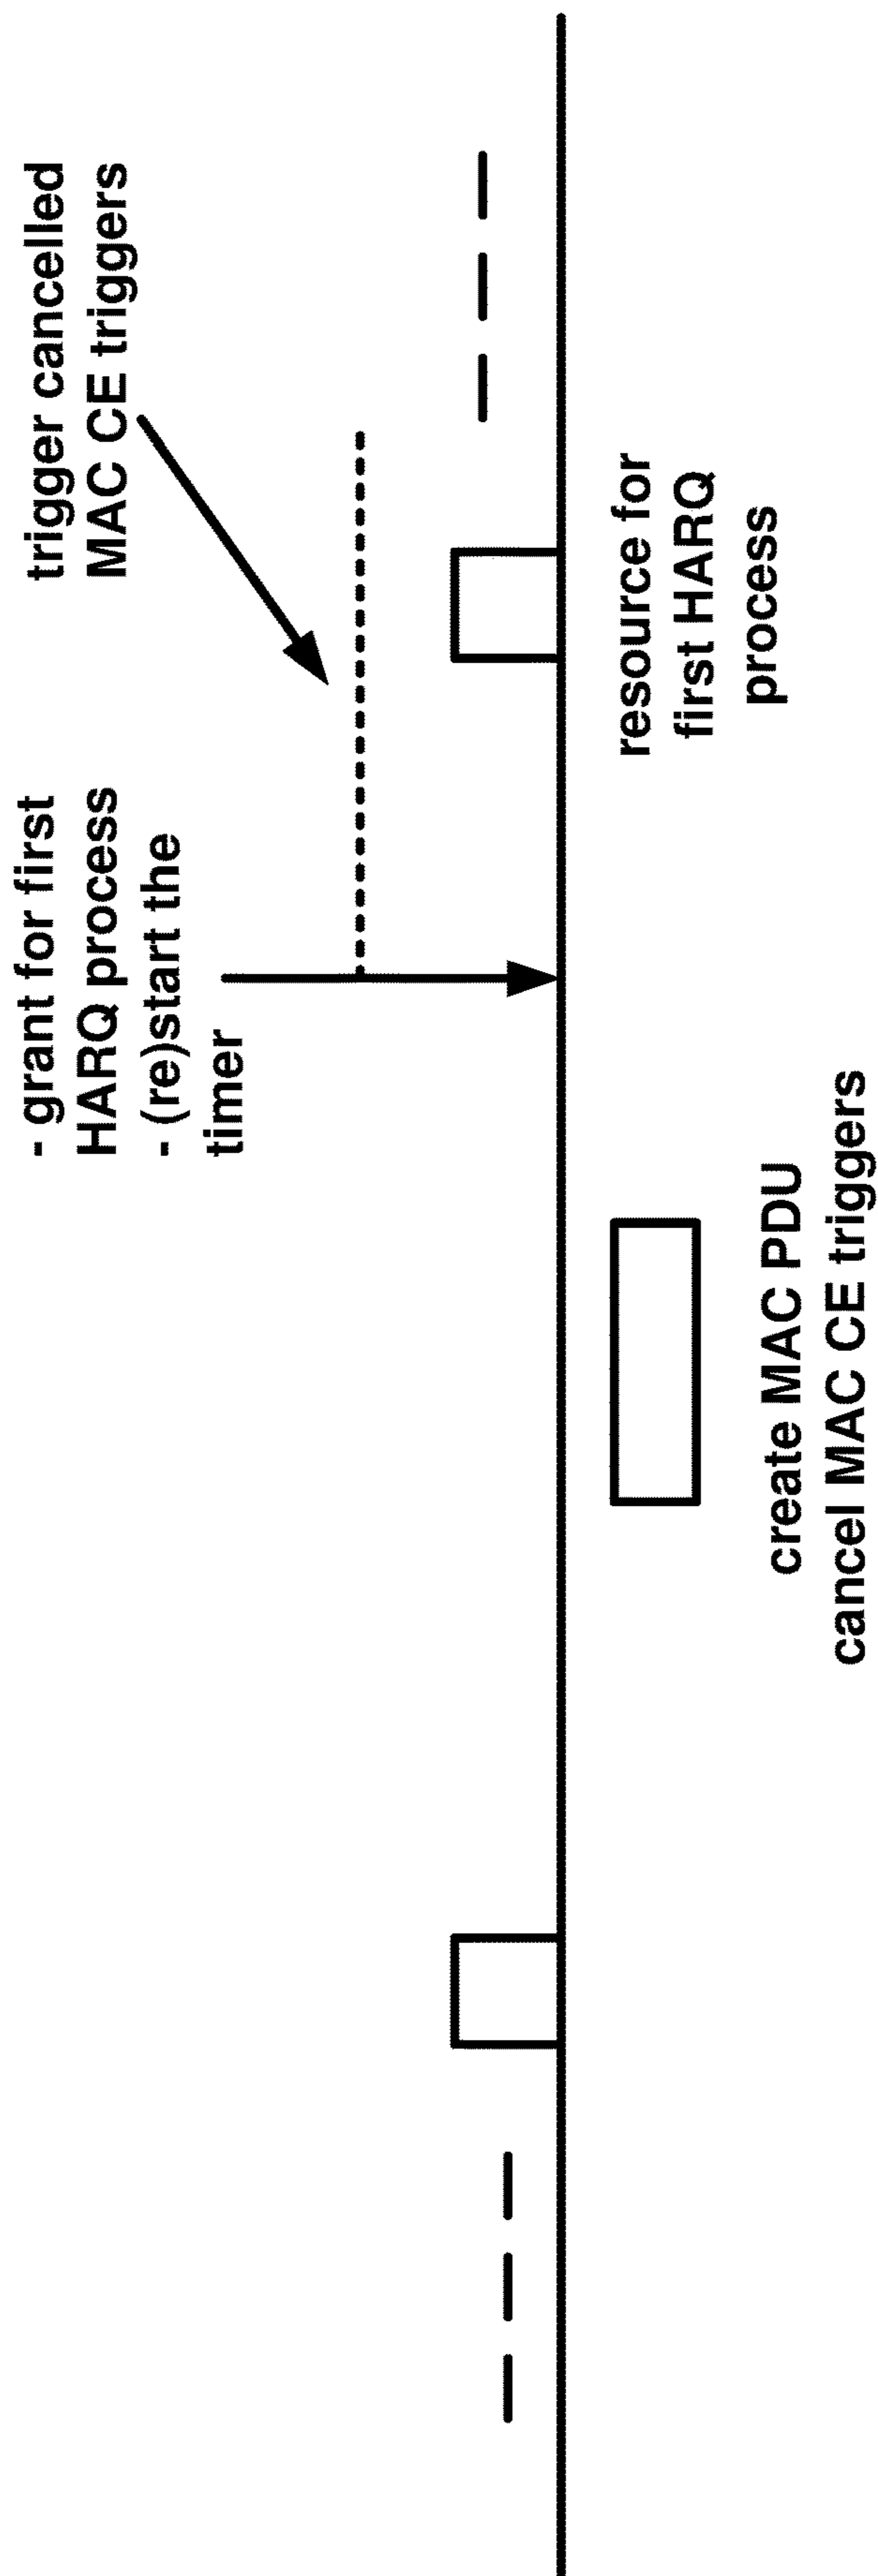 - grant for first
HARQ process
- (re)start the
timer
trigger cancelled
MAC CE triggers
create MAC PDU
cancel MAC CE triggers
resource for
first HARQ
process